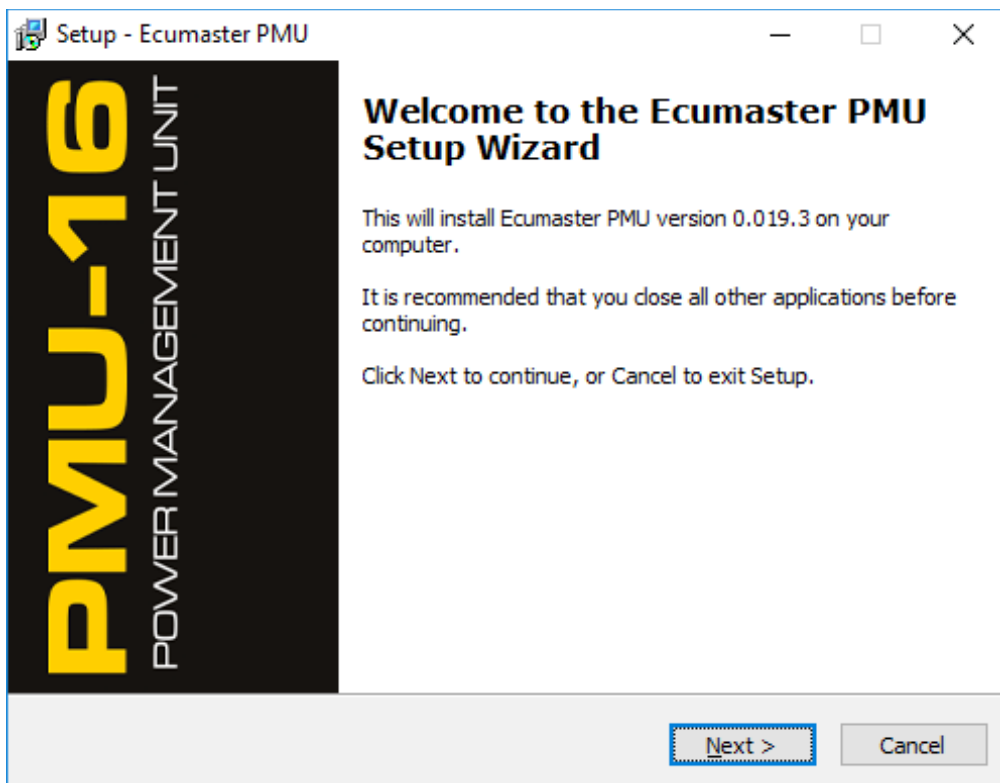 Setup - Ecumaster PMU
PMU-16
POWER MANAGEMENT UNIT
Welcome to the Ecumaster PMU
Setup Wizard
This will install Ecumaster PMU version 0.019.3 on your
computer.
It is recommended that you close all other applications before
continuing.
Click Next to continue, or Cancel to exit Setup.
Next >
Cancel